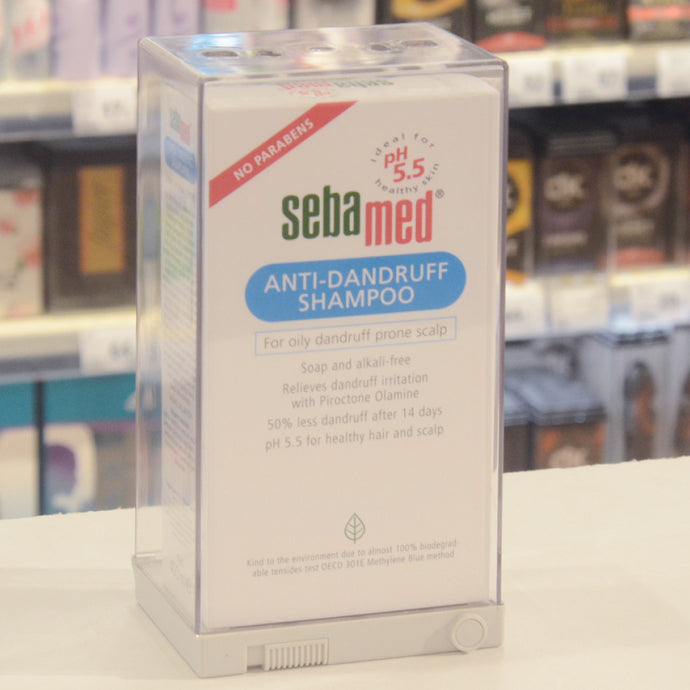 NO PARABENS
ideal for
pH
5.5
healthy skin
sebamed®
ANTI-DANDRUFF
SHAMPOO
For oily dandruff prone scalp
Soap and alkali-free
Relieves dandruff irritation
with Piroctone Olamine
50% less dandruff after 14 days
pH 5.5 for healthy hair and scalp
Kind to the environment due to almost 100% biodegrad-
able tensides test OECD 301E Methylene Blue method